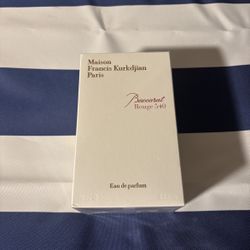 Maison
Francis Kurkdjian
Paris
Baccarat
Rouge 540
Eau de parfum